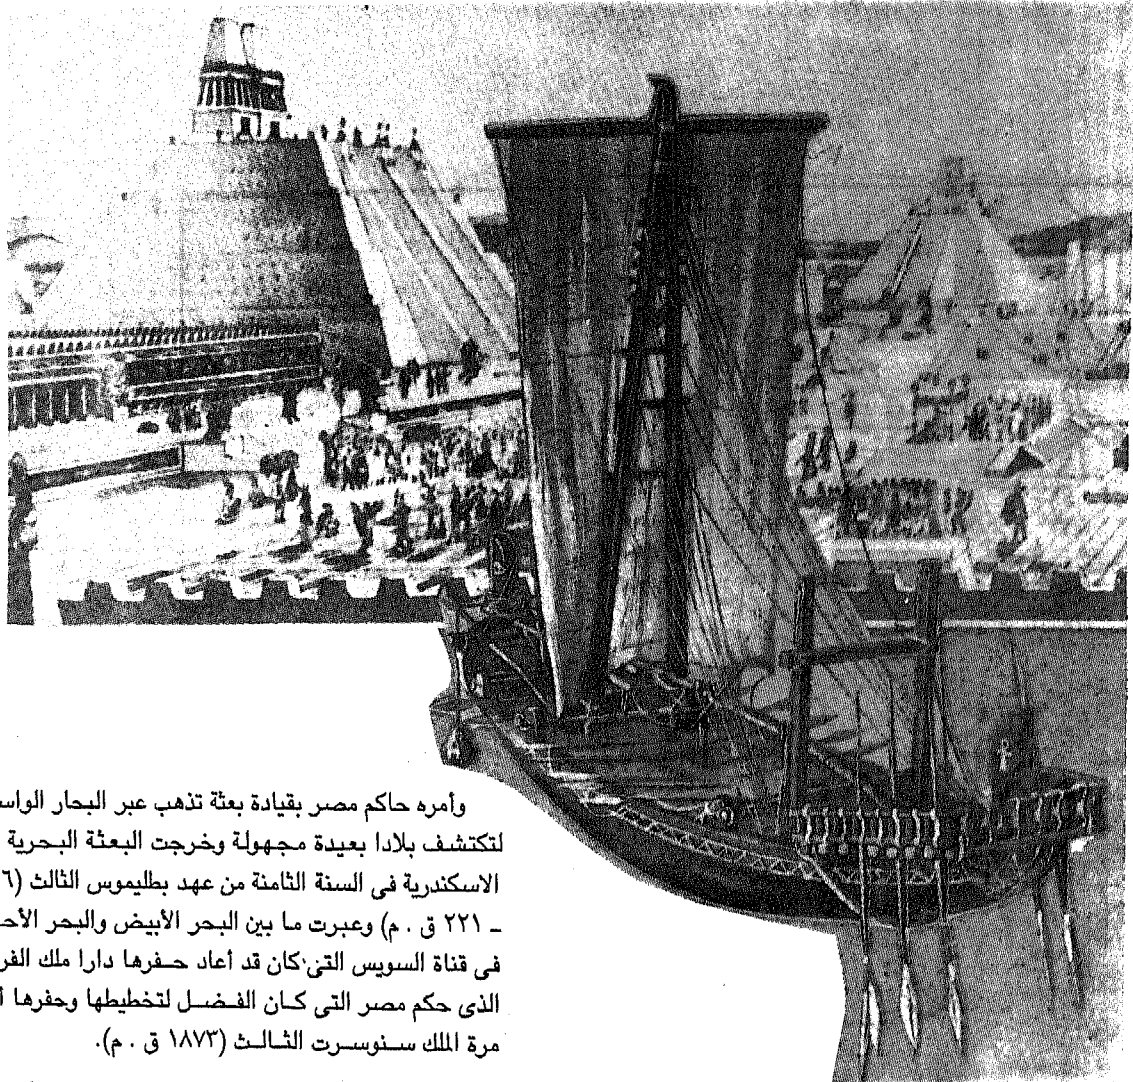 وأمره حاكم مصر بقيادة بعثة تذهب عبر البحار
لتكتشف بلادا بعيدة مجهولة وخرجت البعثة البحرية
الاسكندرية فى السنة الثامنة من عهد بطليموس الثالث
ـ ٢٢١ ق . م) وعبرت ما بين البحر الأبيض والبحر
فى قناة السويس التى كان قد أعاد حفرها دارا ملك
الذى حكم مصر التى كان الفضل لتخطيطها وحفرها
مرة الملك سنوسرت الثالث (١٨٧٣ ق . م).